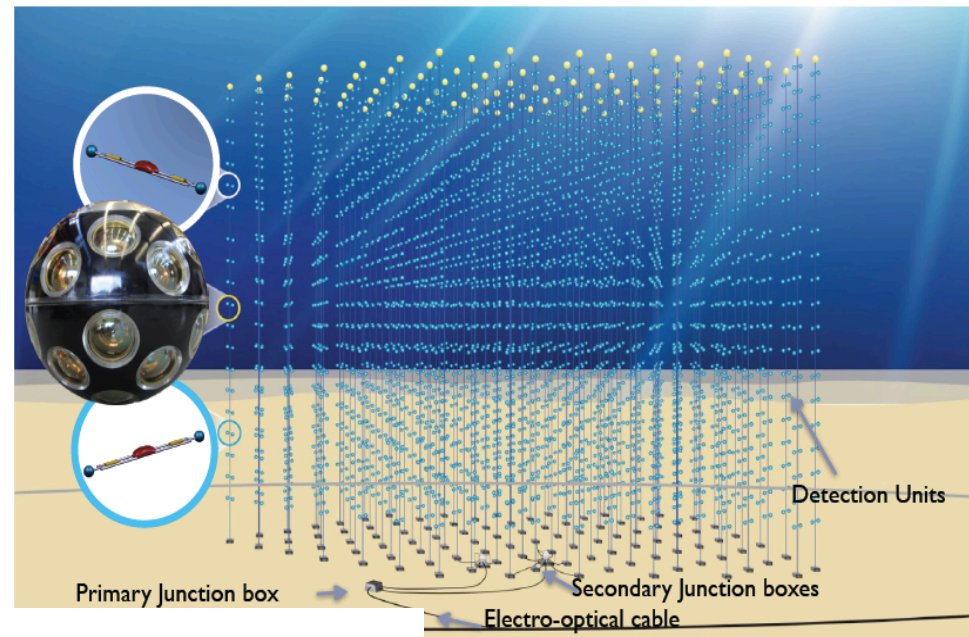 Detection Units
Primary Junction box
Secondary Junction boxes
Electro-optical cable